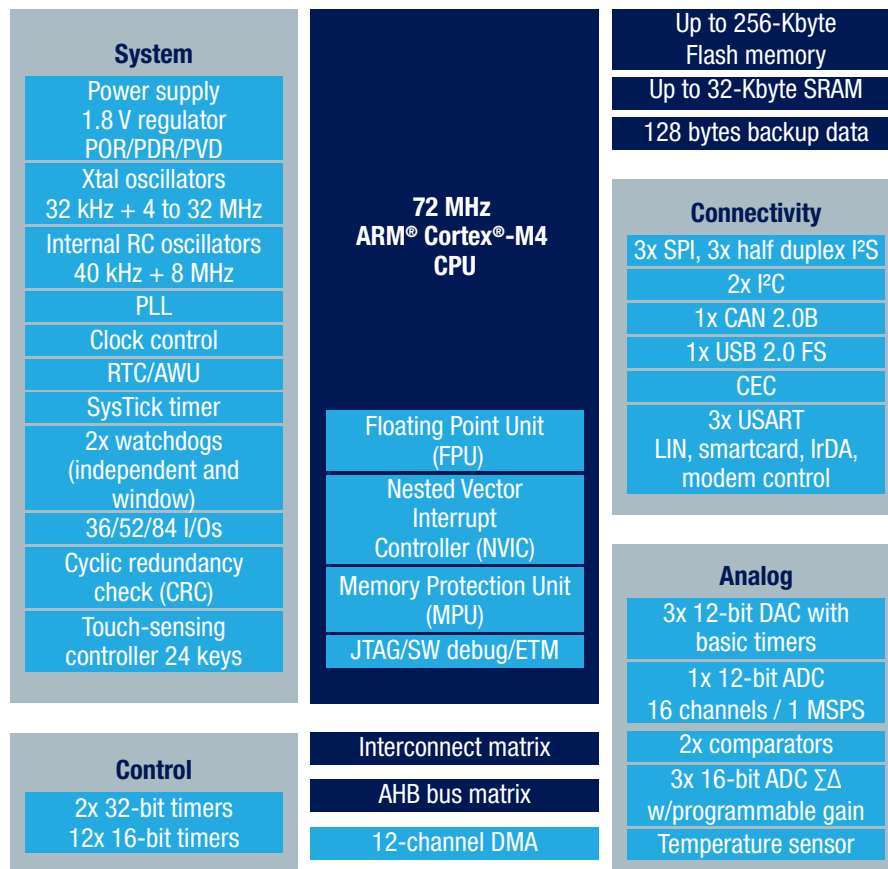 System
Power supply
1.8 V regulator
POR/PDR/PVD
Xtal oscillators
32 kHz + 4 to 32 MHz
Internal RC oscillators
40 kHz + 8 MHz
PLL
Clock control
RTC/AWU
SysTick timer
2x watchdogs
(independent and
window)
36/52/84 I/Os
Cyclic redundancy
check (CRC)
Touch-sensing
controller 24 keys
Control
2x 32-bit timers
12x 16-bit timers
72 MHz
ARM® Cortex®-M4
CPU
Floating Point Unit
(FPU)
Nested Vector
Interrupt
Controller (NVIC)
Memory Protection Unit
(MPU)
JTAG/SW debug/ETM
Interconnect matrix
AHB bus matrix
12-channel DMA
Up to 256-Kbyte
Flash memory
Up to 32-Kbyte SRAM
128 bytes backup data
Connectivity
3x SPI, 3x half duplex I²S
2x I²C
1x CAN 2.0B
1x USB 2.0 FS
CEC
3x USART
LIN, smartcard, IrDA,
modem control
Analog
3x 12-bit DAC with
basic timers
1x 12-bit ADC
16 channels / 1 MSPS
2x comparators
3x 16-bit ADC ∑∆
w/programmable gain
Temperature sensor